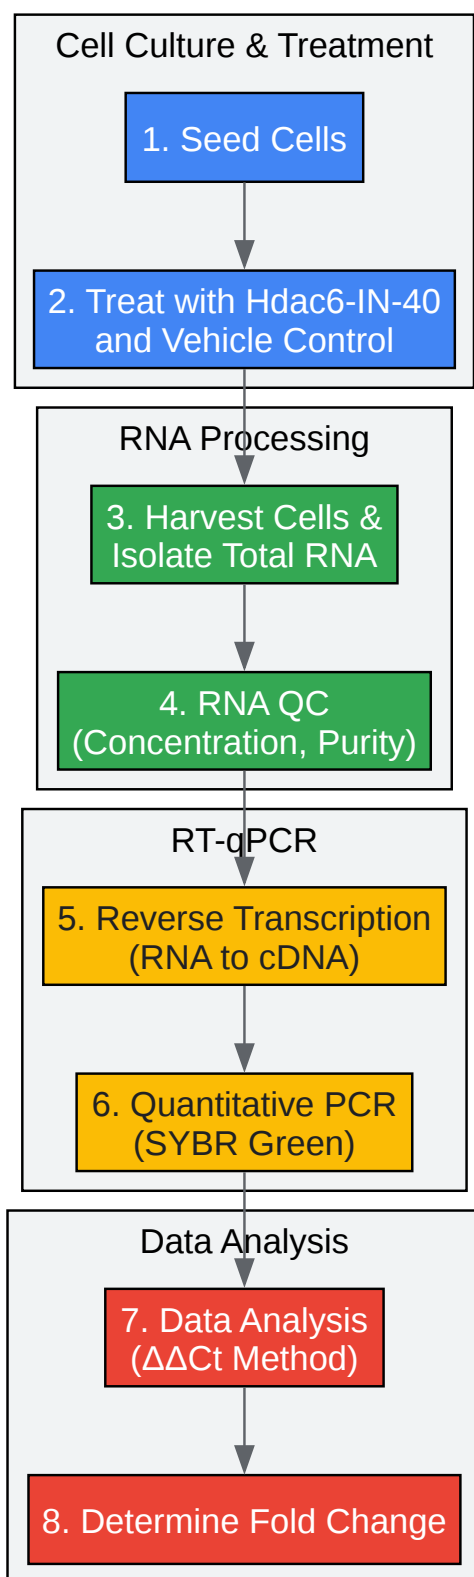 Cell Culture & Treatment
1. Seed Cells
2. Treat with Hdac6-IN-40
and Vehicle Control
RNA Processing
3. Harvest Cells &
Isolate Total RNA
4. RNA QC
(Concentration, Purity)
RT-qPCR
5. Reverse Transcription
(RNA to cDNA)
6. Quantitative PCR
(SYBR Green)
Data Analysis
7. Data Analysis
(ΔΔCt Method)
8. Determine Fold Change